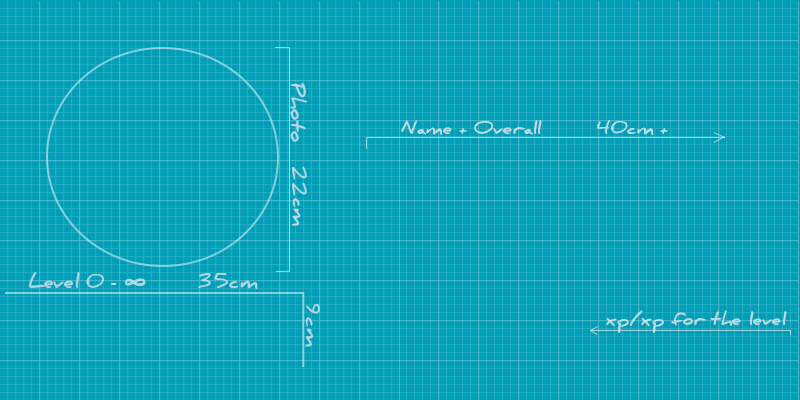 Photo 22cm
Name + Overall 40cm +
Level 0 - ∞ 35cm
9cm
xp/xp for the level